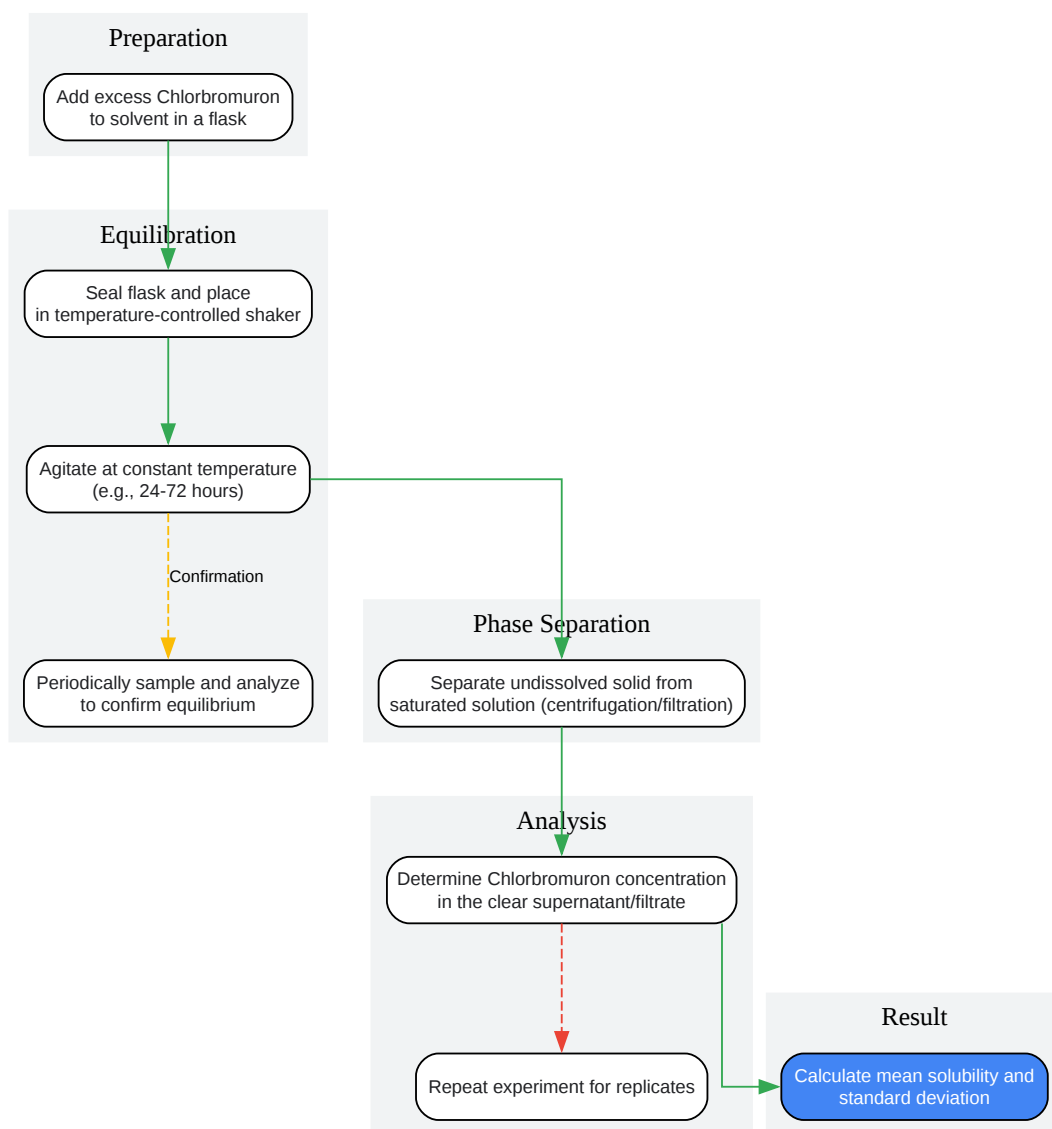 Preparation
Add excess Chlorbromuron
to solvent in a flask
Equilibration
Seal flask and place
in temperature-controlled shaker
Agitate at constant temperature
(e.g., 24-72 hours)
Confirmation
Periodically sample and analyze
to confirm equilibrium
Phase Separation
Separate undissolved solid from
saturated solution (centrifugation/filtration)
Analysis
Determine Chlorbromuron concentration
in the clear supernatant/filtrate
Repeat experiment for replicates
Result
Calculate mean solubility and
standard deviation